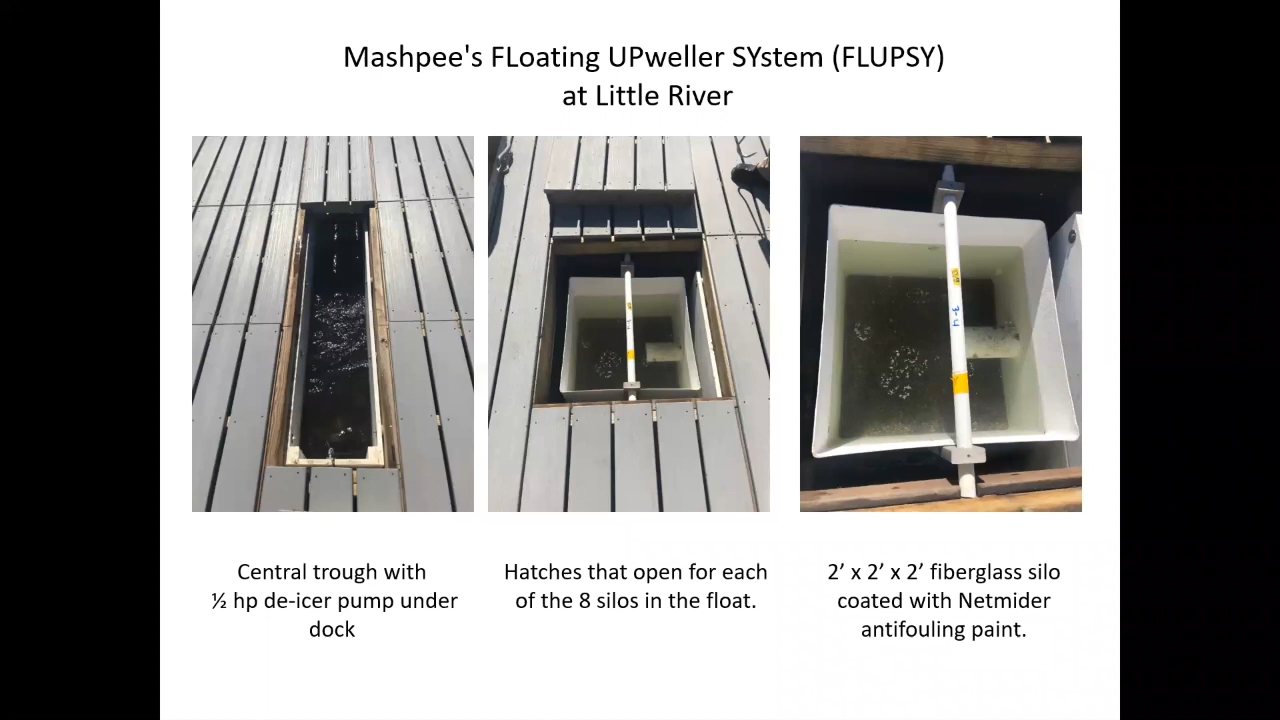 Mashpee's FLoating UPweller SYstem (FLUPSY)
at Little River
3-4
Central trough with
½ hp de-icer pump under
dock
Hatches that open for each
of the 8 silos in the float.
2’ x 2’ x 2’ fiberglass silo
coated with Netmider
antifouling paint.